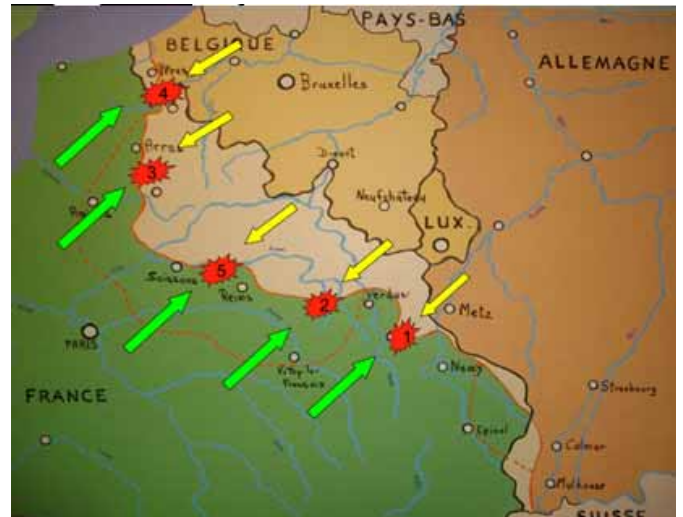 PAYS-BAS
BELGIQUE
Ypres
ALLEMAGNE
Bruxelles
4
Arras
3
Dinant
Neufchâteau
LUX.
5
Soissons
Reims
2
Verdun
Metz
1
PARIS
Vitry-le-
François
Nancy
FRANCE
Epinal
Strasbourg
Colmar
Mulhouse
SUISSE